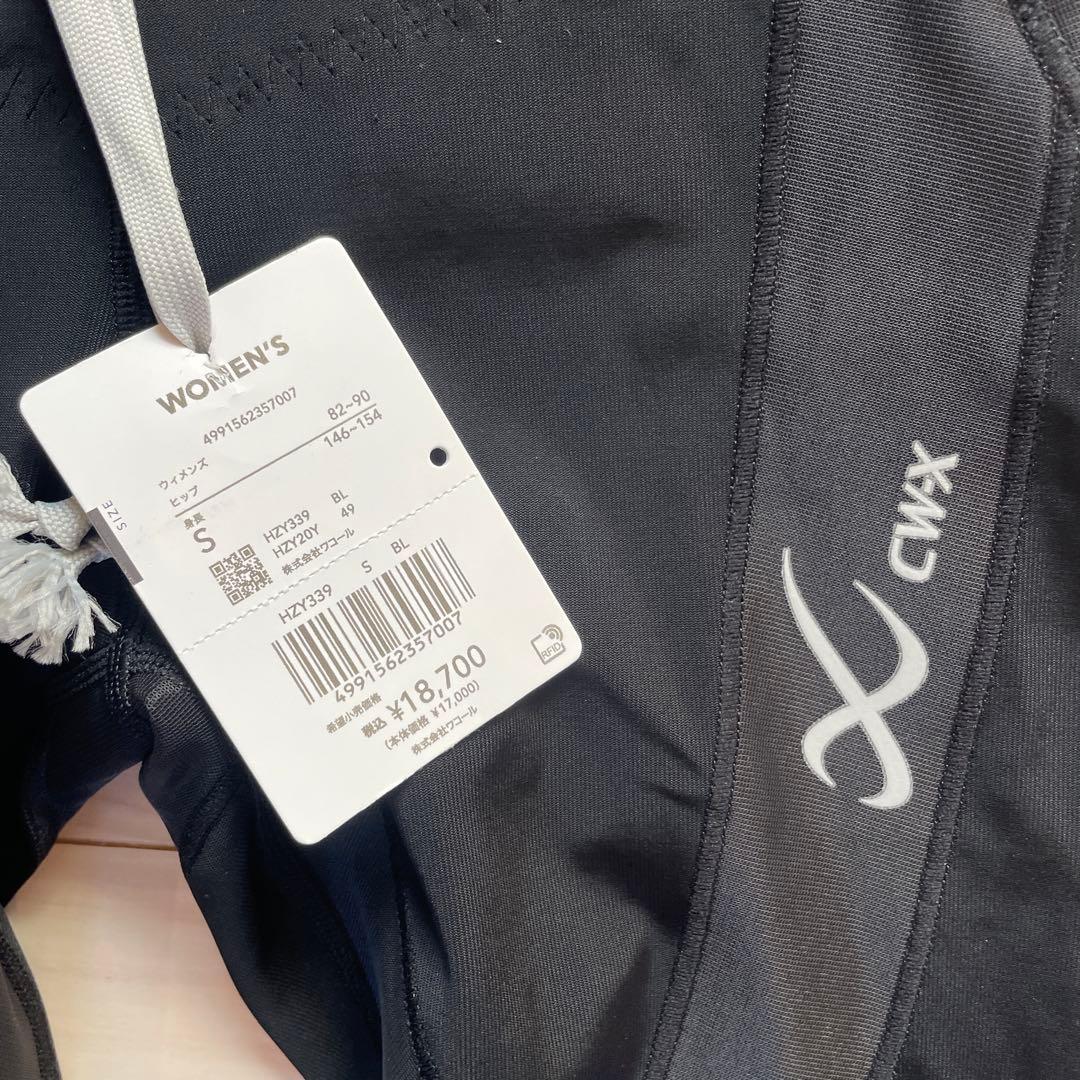 WOMEN'S
4991562357007
ウィメンズ
ヒップ 82~90
身長 146~154
SIZE
S
HZY339 BL
HZY20Y 49
株式会社ワコール
HZY339 S BL
4991562357007
希望小売価格
税込 ¥18,700
(本体価格 ¥17,000)
株式会社ワコール
RFID
CW-X